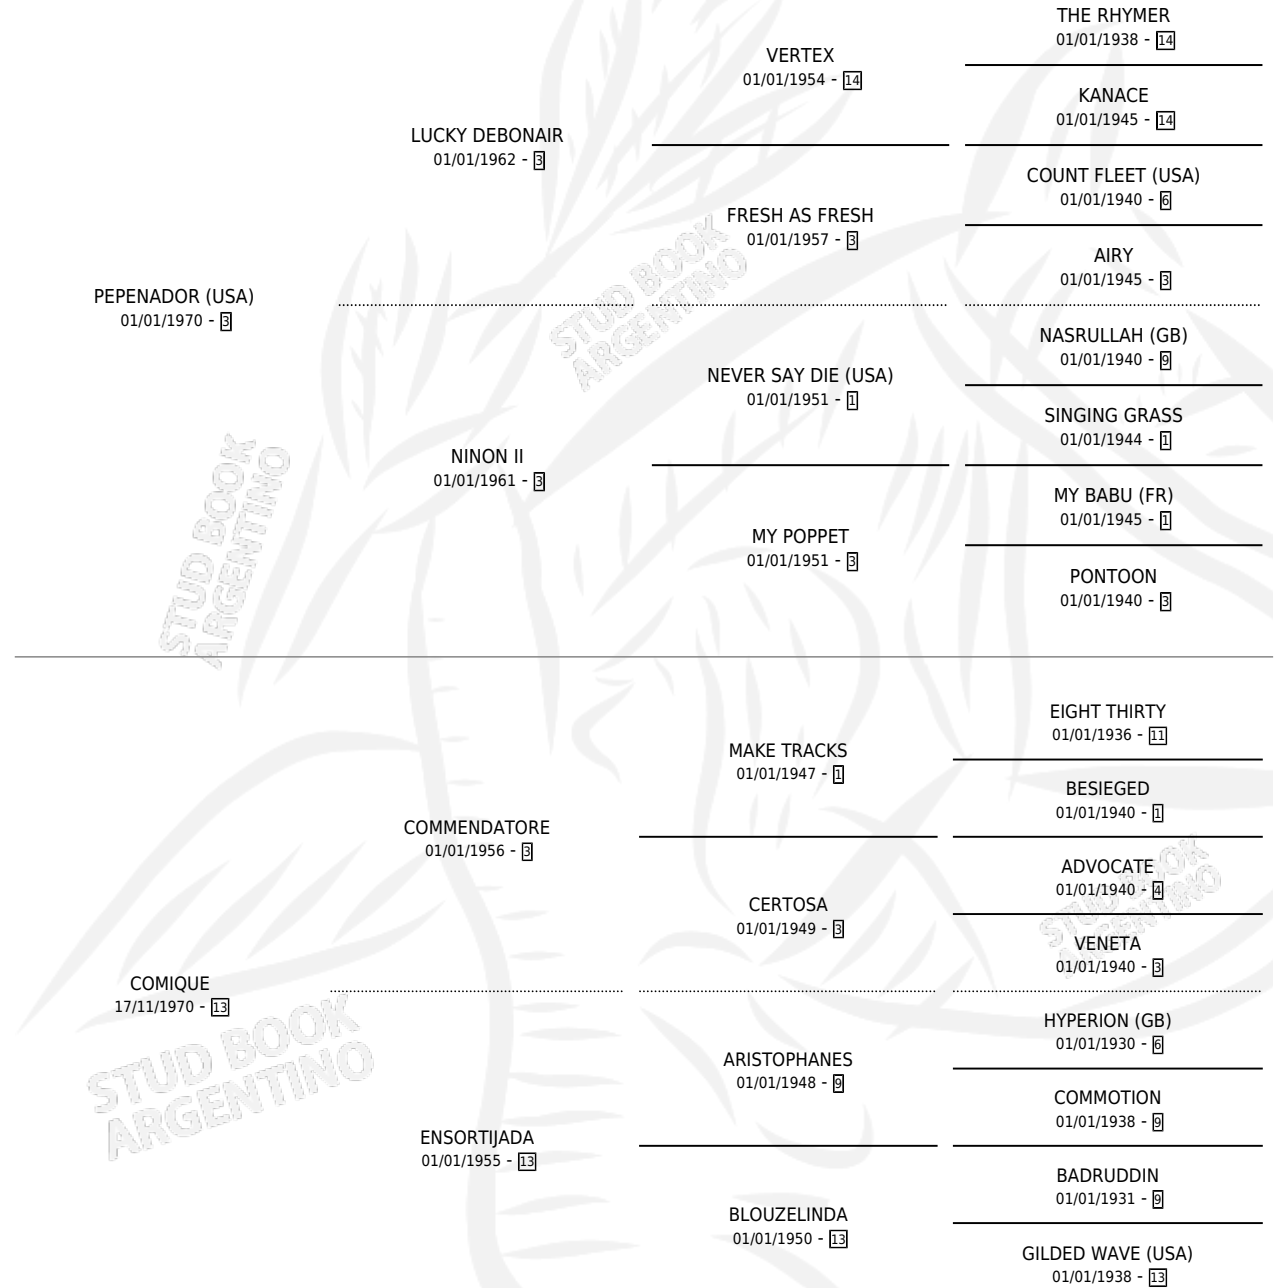 THE RHYMER
01/01/1938 - 14
VERTEX
01/01/1954 - 14
KANACE
01/01/1945 - 14
LUCKY DEBONAIR
01/01/1962 - 3
COUNT FLEET (USA)
01/01/1940 - 6
FRESH AS FRESH
01/01/1957 - 3
AIRY
01/01/1945 - 3
PEPENADOR (USA)
01/01/1970 - 3
NASRULLAH (GB)
01/01/1940 - 9
NEVER SAY DIE (USA)
01/01/1951 - 1
SINGING GRASS
01/01/1944 - 1
NINON II
01/01/1961 - 3
MY BABU (FR)
01/01/1945 - 1
MY POPPET
01/01/1951 - 3
PONTOON
01/01/1940 - 3
EIGHT THIRTY
01/01/1936 - 11
MAKE TRACKS
01/01/1947 - 1
BESIEGED
01/01/1940 - 1
COMMENDATORE
01/01/1956 - 3
ADVOCATE
01/01/1940 - 4
CERTOSA
01/01/1949 - 3
VENETA
01/01/1940 - 3
COMIQUE
17/11/1970 - 13
HYPERION (GB)
01/01/1930 - 6
ARISTOPHANES
01/01/1948 - 9
COMMOTION
01/01/1938 - 9
ENSORTIJADA
01/01/1955 - 13
BADRUDDIN
01/01/1931 - 9
BLOUZELINDA
01/01/1950 - 13
GILDED WAVE (USA)
01/01/1938 - 13
STUD BOOK
ARGENTINO
STUD BOOK
ARGENTINO
STUD BOOK
ARGENTINO
STUD BOOK
ARGENTINO